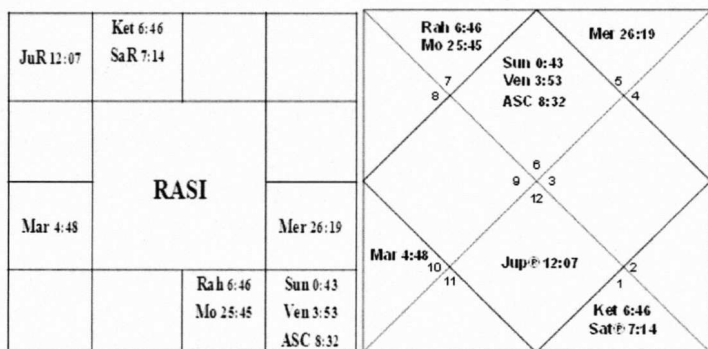 Ket 6:46
SaR 7:14
JuR 12:07
RASI
Mar 4:48
Mer 26:19
Rah 6:46
Mo 25:45
Sun 0:43
Ven 3:53
ASC 8:32
Rah 6:46
Mo 25:45
Mer 26:19
Sun 0:43
Ven 3:53
ASC 8:32
7
8
5
4
6
9 3
12
Mar 4:48
10
11
Jup℗ 12:07
2
1
Ket 6:46
Sat℗ 7:14